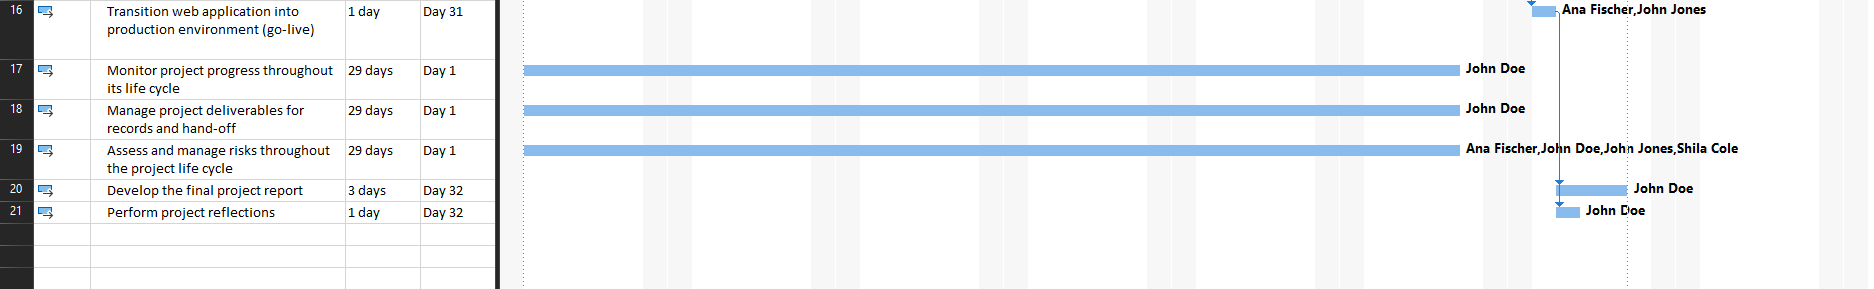 16 Transition web application into 1 day Day 31 Ana Fischer,John Jones
production environment (go-live)
17 Monitor project progress throughout 29 days Day 1 John Doe
its life cycle
18 Manage project deliverables for 29 days Day 1 John Doe
records and hand-off
19 Assess and manage risks throughout 29 days Day 1 Ana Fischer,John Doe,John Jones,Shila Cole
the project life cycle
20 Develop the final project report 3 days Day 32 John Doe
21 Perform project reflections 1 day Day 32 John Doe